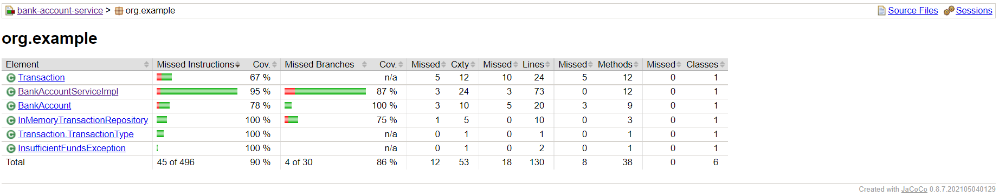 bank-account-service > org.example Source Files Sessions
org.example
Element Missed Instructions Cov. Missed Branches Cov. Missed Cxty Missed Lines Missed Methods Missed Classes
Transaction 67 % n/a 5 12 10 24 5 12 0 1
BankAccountServiceImpl 95 % 87 % 3 24 3 73 0 12 0 1
BankAccount 78 % 100 % 3 10 5 20 3 9 0 1
InMemoryTransactionRepository 100 % 75 % 1 5 0 10 0 3 0 1
Transaction.TransactionType 100 % n/a 0 1 0 1 0 1 0 1
InsufficientFundsException 100 % n/a 0 1 0 2 0 1 0 1
Total 45 of 496 90 % 4 of 30 86 % 12 53 18 130 8 38 0 6
Created with JaCoCo 0.8.7.202105040129